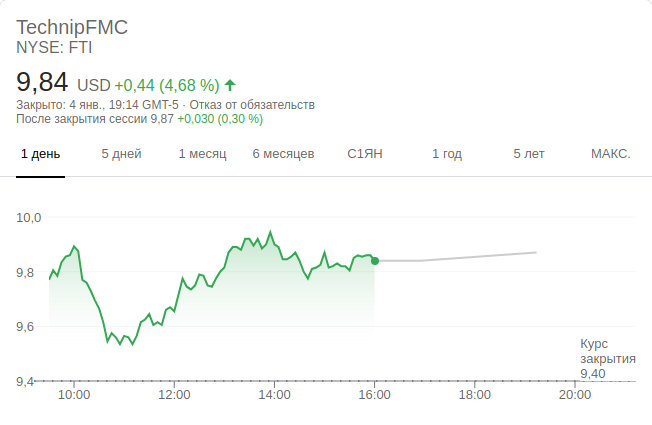 TechnipFMC
NYSE: FTI
9,84 USD +0,44 (4,68 %)
Закрыто: 4 янв., 19:14 GMT-5 · Отказ от обязательств
После закрытия сессии 9,87 +0,030 (0,30 %)
1 день 5 дней 1 месяц 6 месяцев С1ЯН 1 год 5 лет МАКС.
10,0
9,8
9,6
Курс
закрытия
9,40
9,4
10:00 12:00 14:00 16:00 18:00 20:00